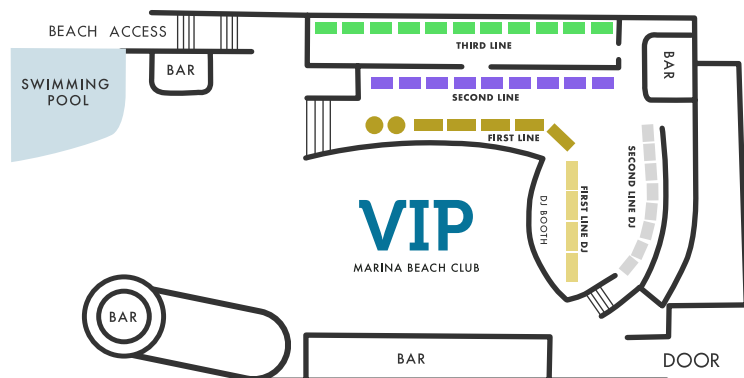 BEACH ACCESS
THIRD LINE
BAR
BAR
SWIMMING
POOL
SECOND LINE
FIRST LINE
SECOND LINE DJ
FIRST LINE DJ
DJ BOOTH
VIP
MARINA BEACH CLUB
BAR
BAR
DOOR